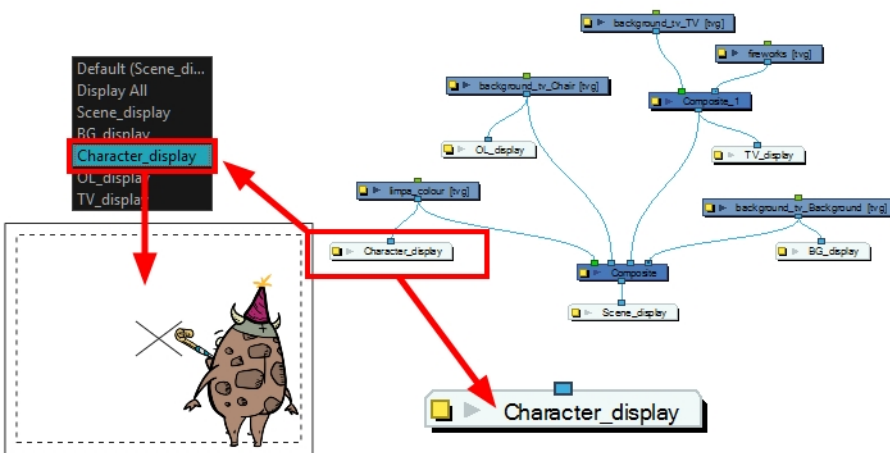 background_tv_TV [tvg]
fireworks [tvg]
Default (Scene_di...
Display All
Scene_display
BG_display
Character_display
OL_display
TV_display
background_tv_Chair [tvg]
Composite_1
OL_display
TV_display
limpa_colour [tvg]
background_tv_Background [tvg]
Character_display
BG_display
Composite
Scene_display
Character_display